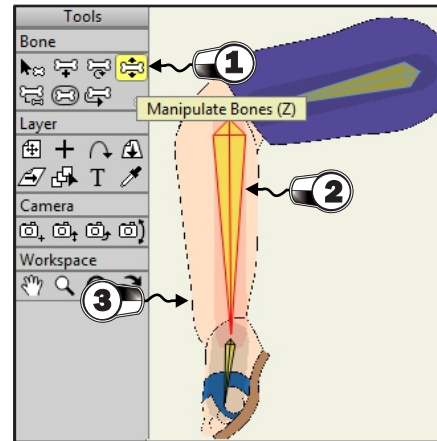 Tools
Bone
1
Manipulate Bones (Z)
Layer
T
2
Camera
Workspace
3